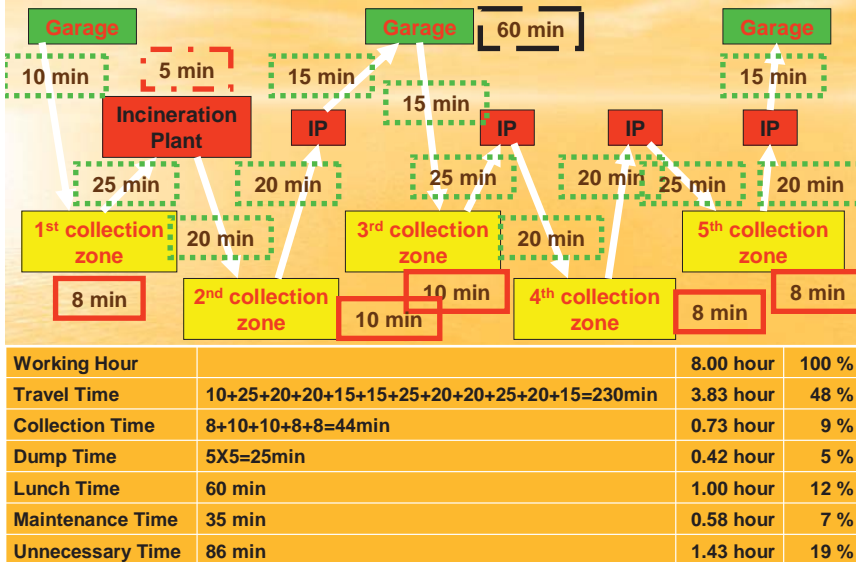 Garage
Garage
60 min
Garage
10 min
5 min
15 min
15 min
15 min
Incineration
Plant
IP
IP
IP
IP
25 min
20 min
25 min
20 min
25 min
20 min
1st collection
zone
20 min
3rd collection
zone
20 min
5th collection
zone
8 min
2nd collection
zone
10 min
10 min
4th collection
zone
8 min
8 min
Working Hour 8.00 hour 100 %
Travel Time 10+25+20+20+15+15+25+20+20+25+20+15=230min 3.83 hour 48 %
Collection Time 8+10+10+8+8=44min 0.73 hour 9 %
Dump Time 5X5=25min 0.42 hour 5 %
Lunch Time 60 min 1.00 hour 12 %
Maintenance Time 35 min 0.58 hour 7 %
Unnecessary Time 86 min 1.43 hour 19 %